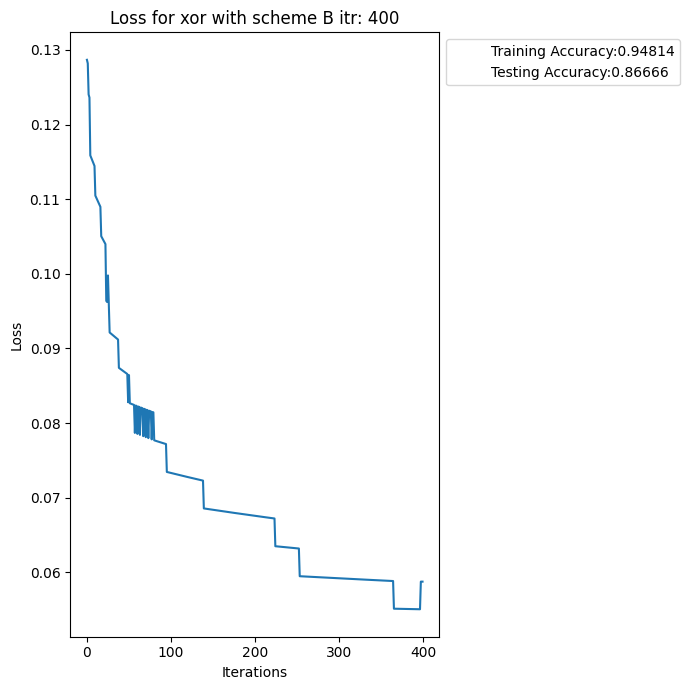 Loss for xor with scheme B itr: 400
Training Accuracy:0.94814
Testing Accuracy:0.86666
0.13
0.12
0.11
0.10
0.09
0.08
0.07
0.06
Loss
0 100 200 300 400
Iterations